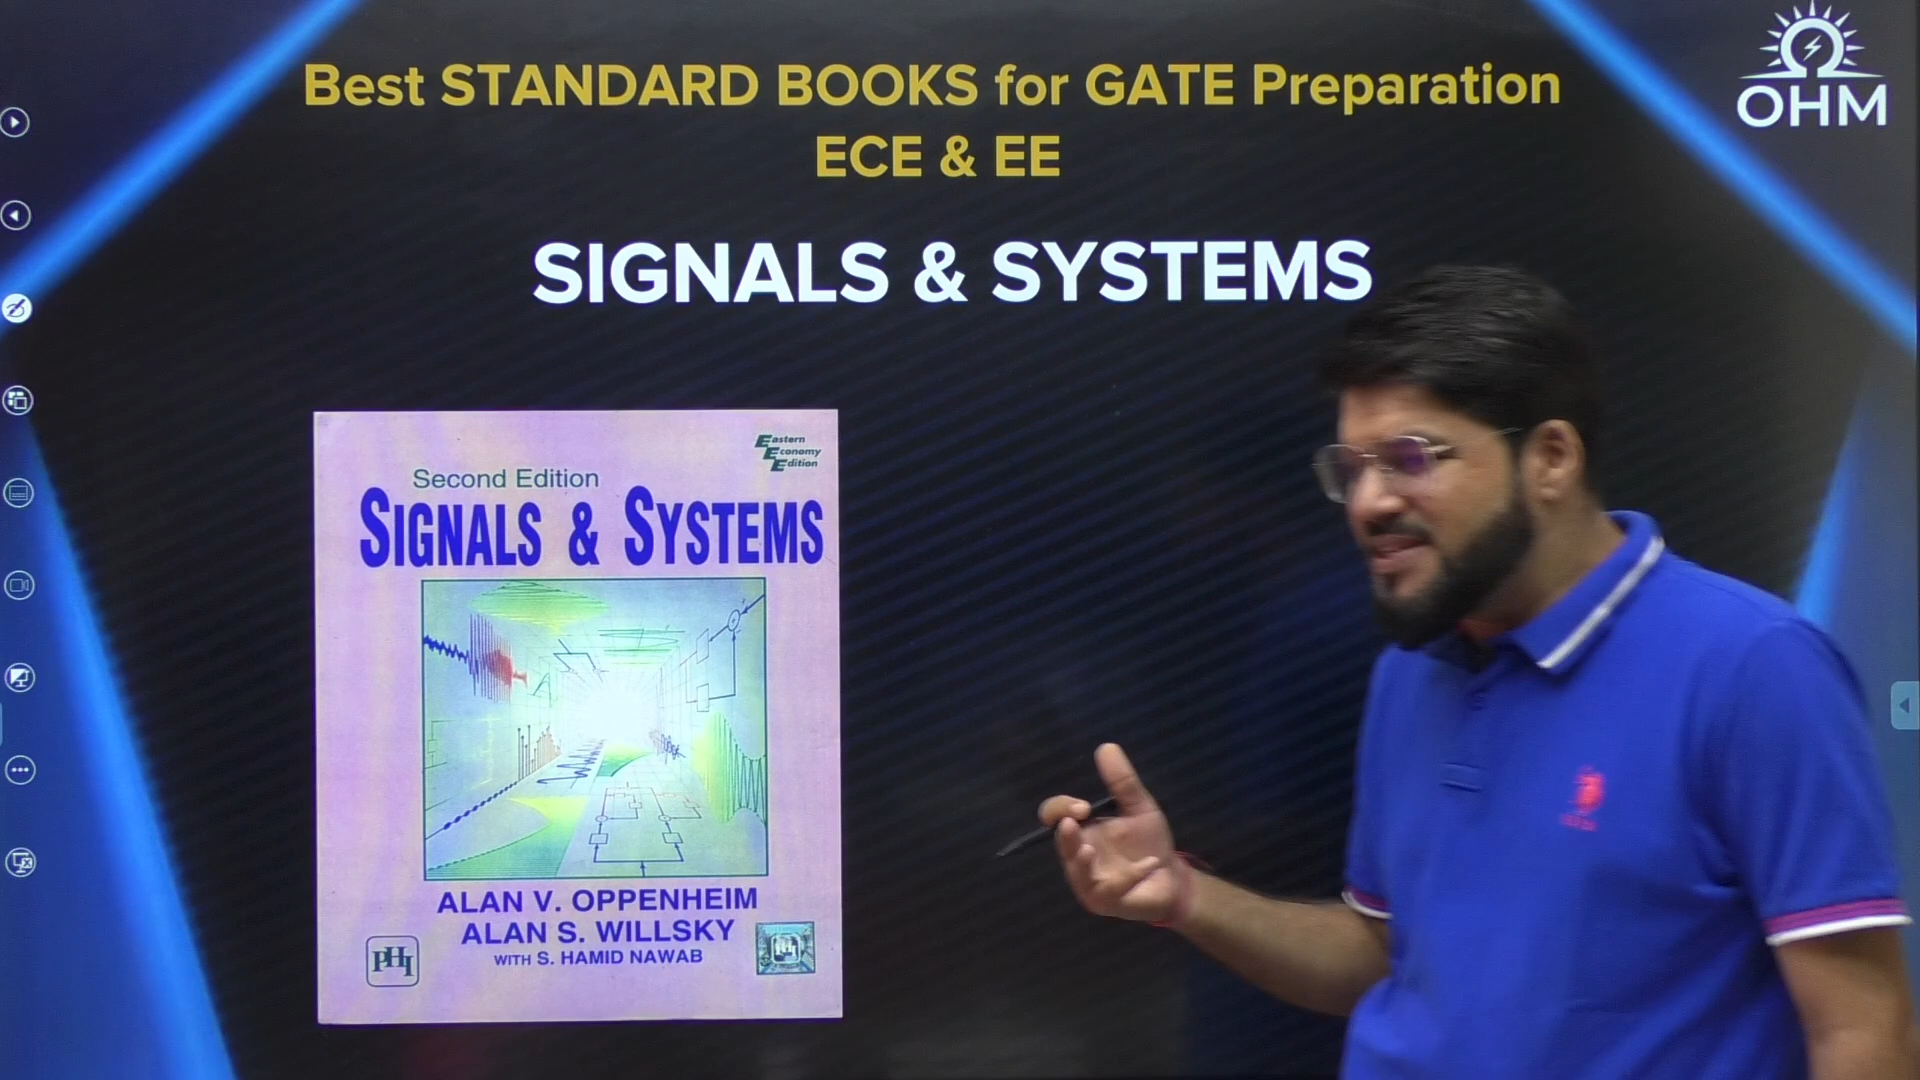 Best STANDARD BOOKS for GATE Preparation
ECE & EE
OHM
SIGNALS & SYSTEMS
Eastern
Economy
Edition
Second Edition
SIGNALS & SYSTEMS
ALAN V. OPPENHEIM
ALAN S. WILLSKY
WITH S. HAMID NAWAB
PHI